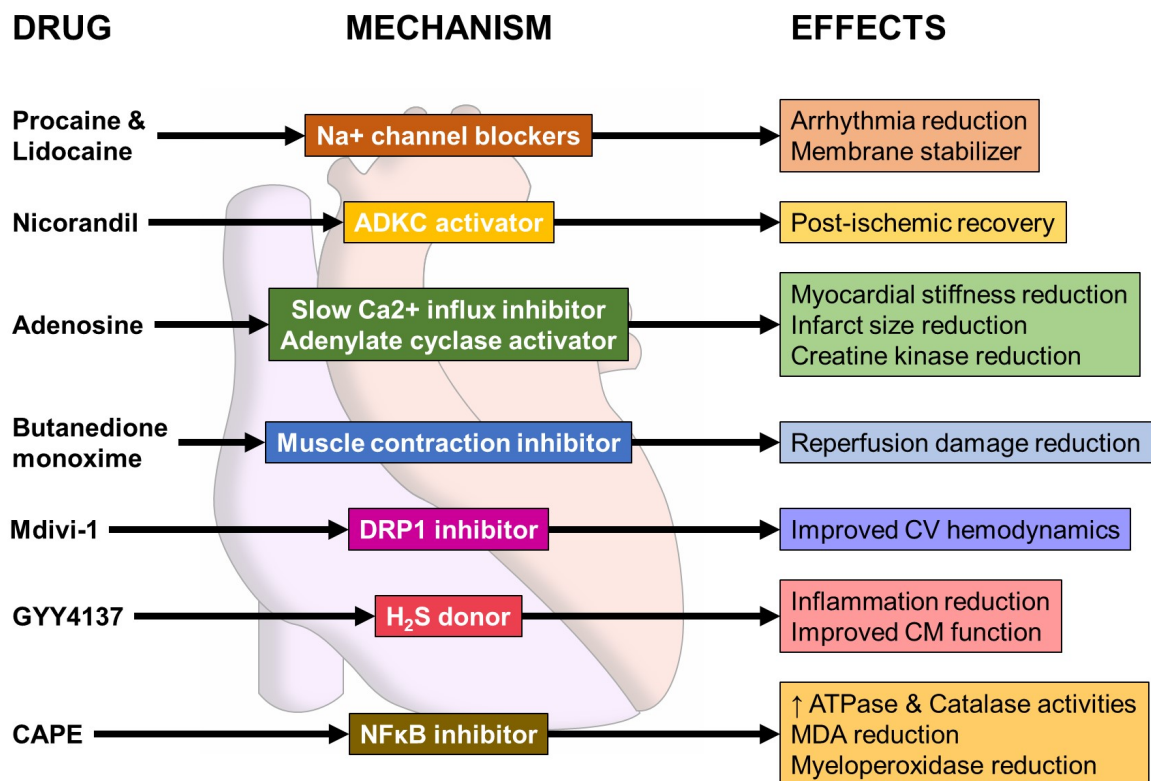 DRUG MECHANISM EFFECTS
Procaine &
Lidocaine
Na+ channel blockers
Arrhythmia reduction
Membrane stabilizer
Nicorandil
ADKC activator
Post-ischemic recovery
Adenosine
Slow Ca2+ influx inhibitor
Adenylate cyclase activator
Myocardial stiffness reduction
Infarct size reduction
Creatine kinase reduction
Butanedione
monoxime
Muscle contraction inhibitor
Reperfusion damage reduction
Mdivi-1
DRP1 inhibitor
Improved CV hemodynamics
GYY4137
H₂S donor
Inflammation reduction
Improved CM function
CAPE
NFκB inhibitor
↑ ATPase & Catalase activities
MDA reduction
Myeloperoxidase reduction